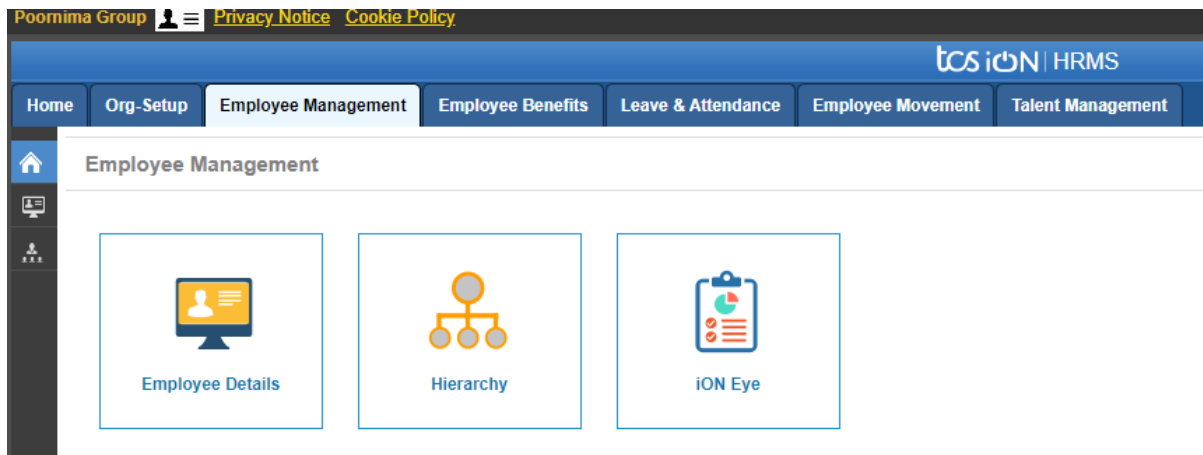 Poornima Group Privacy Notice Cookie Policy
tcs iON | HRMS
Home Org-Setup Employee Management Employee Benefits Leave & Attendance Employee Movement Talent Management
Employee Management
Employee Details Hierarchy iON Eye